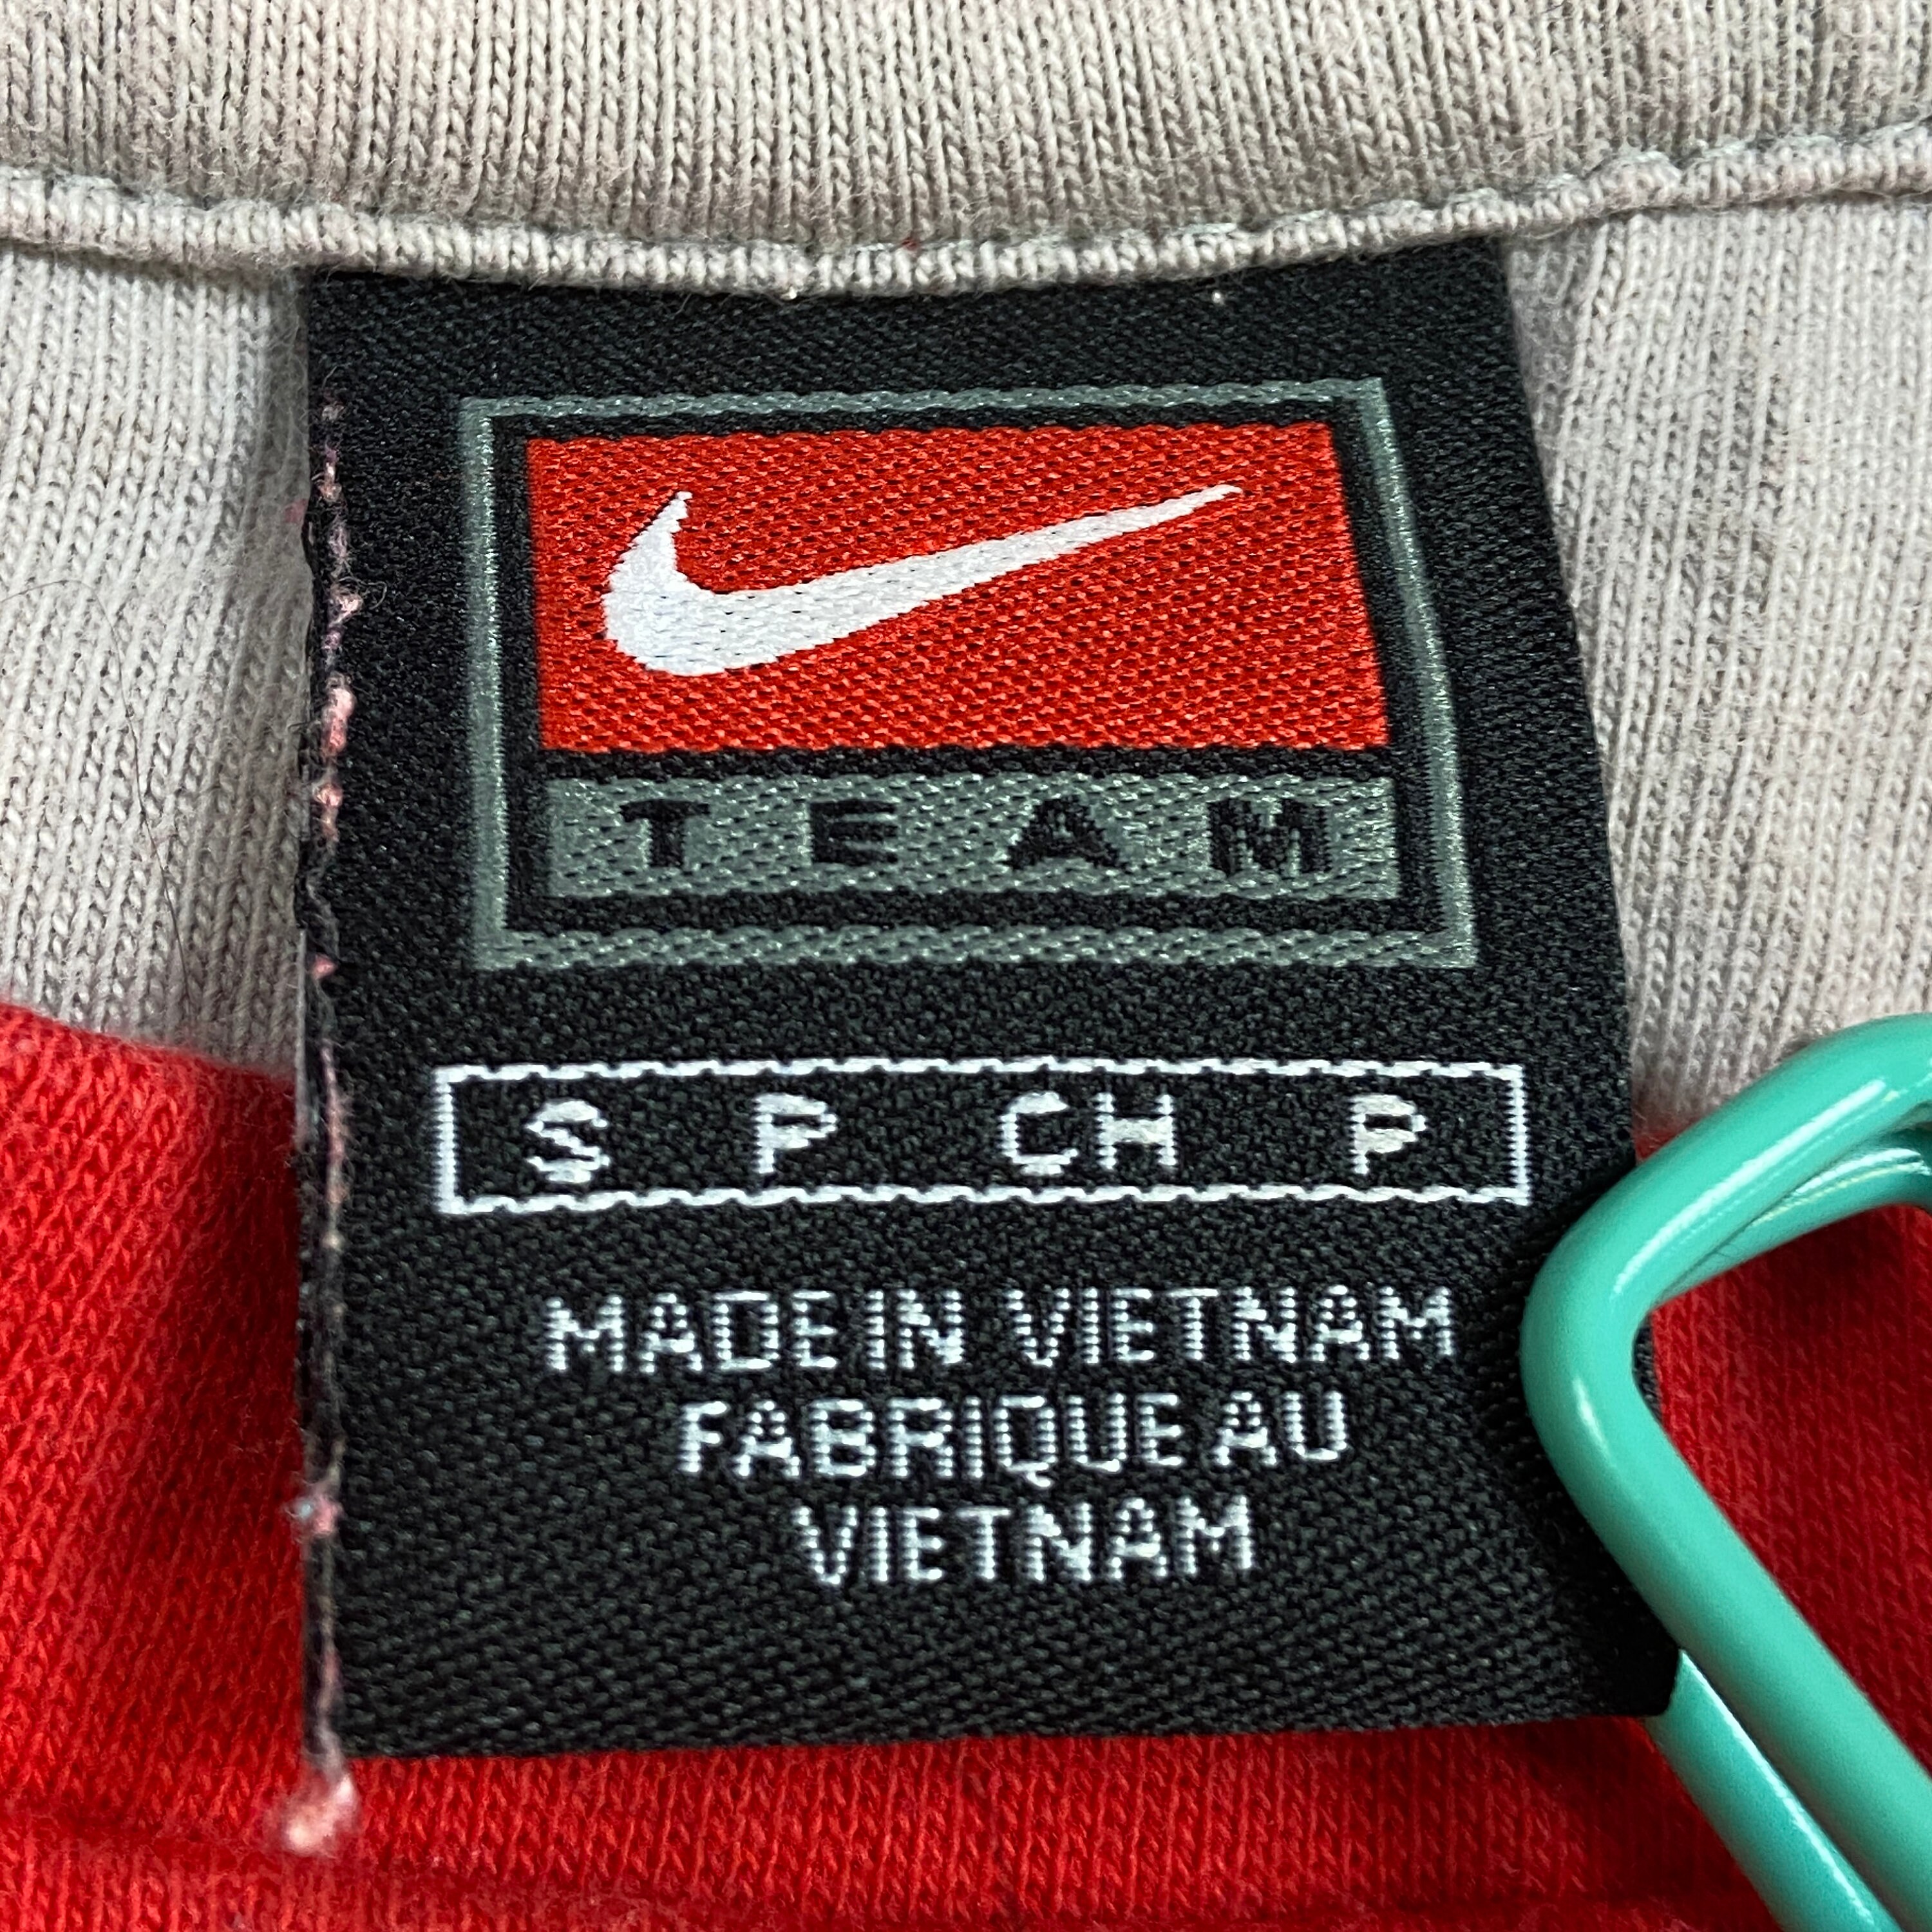 TEAM
S P CH P
MADE IN VIETNAM
FABRIQUE AU
VIETNAM